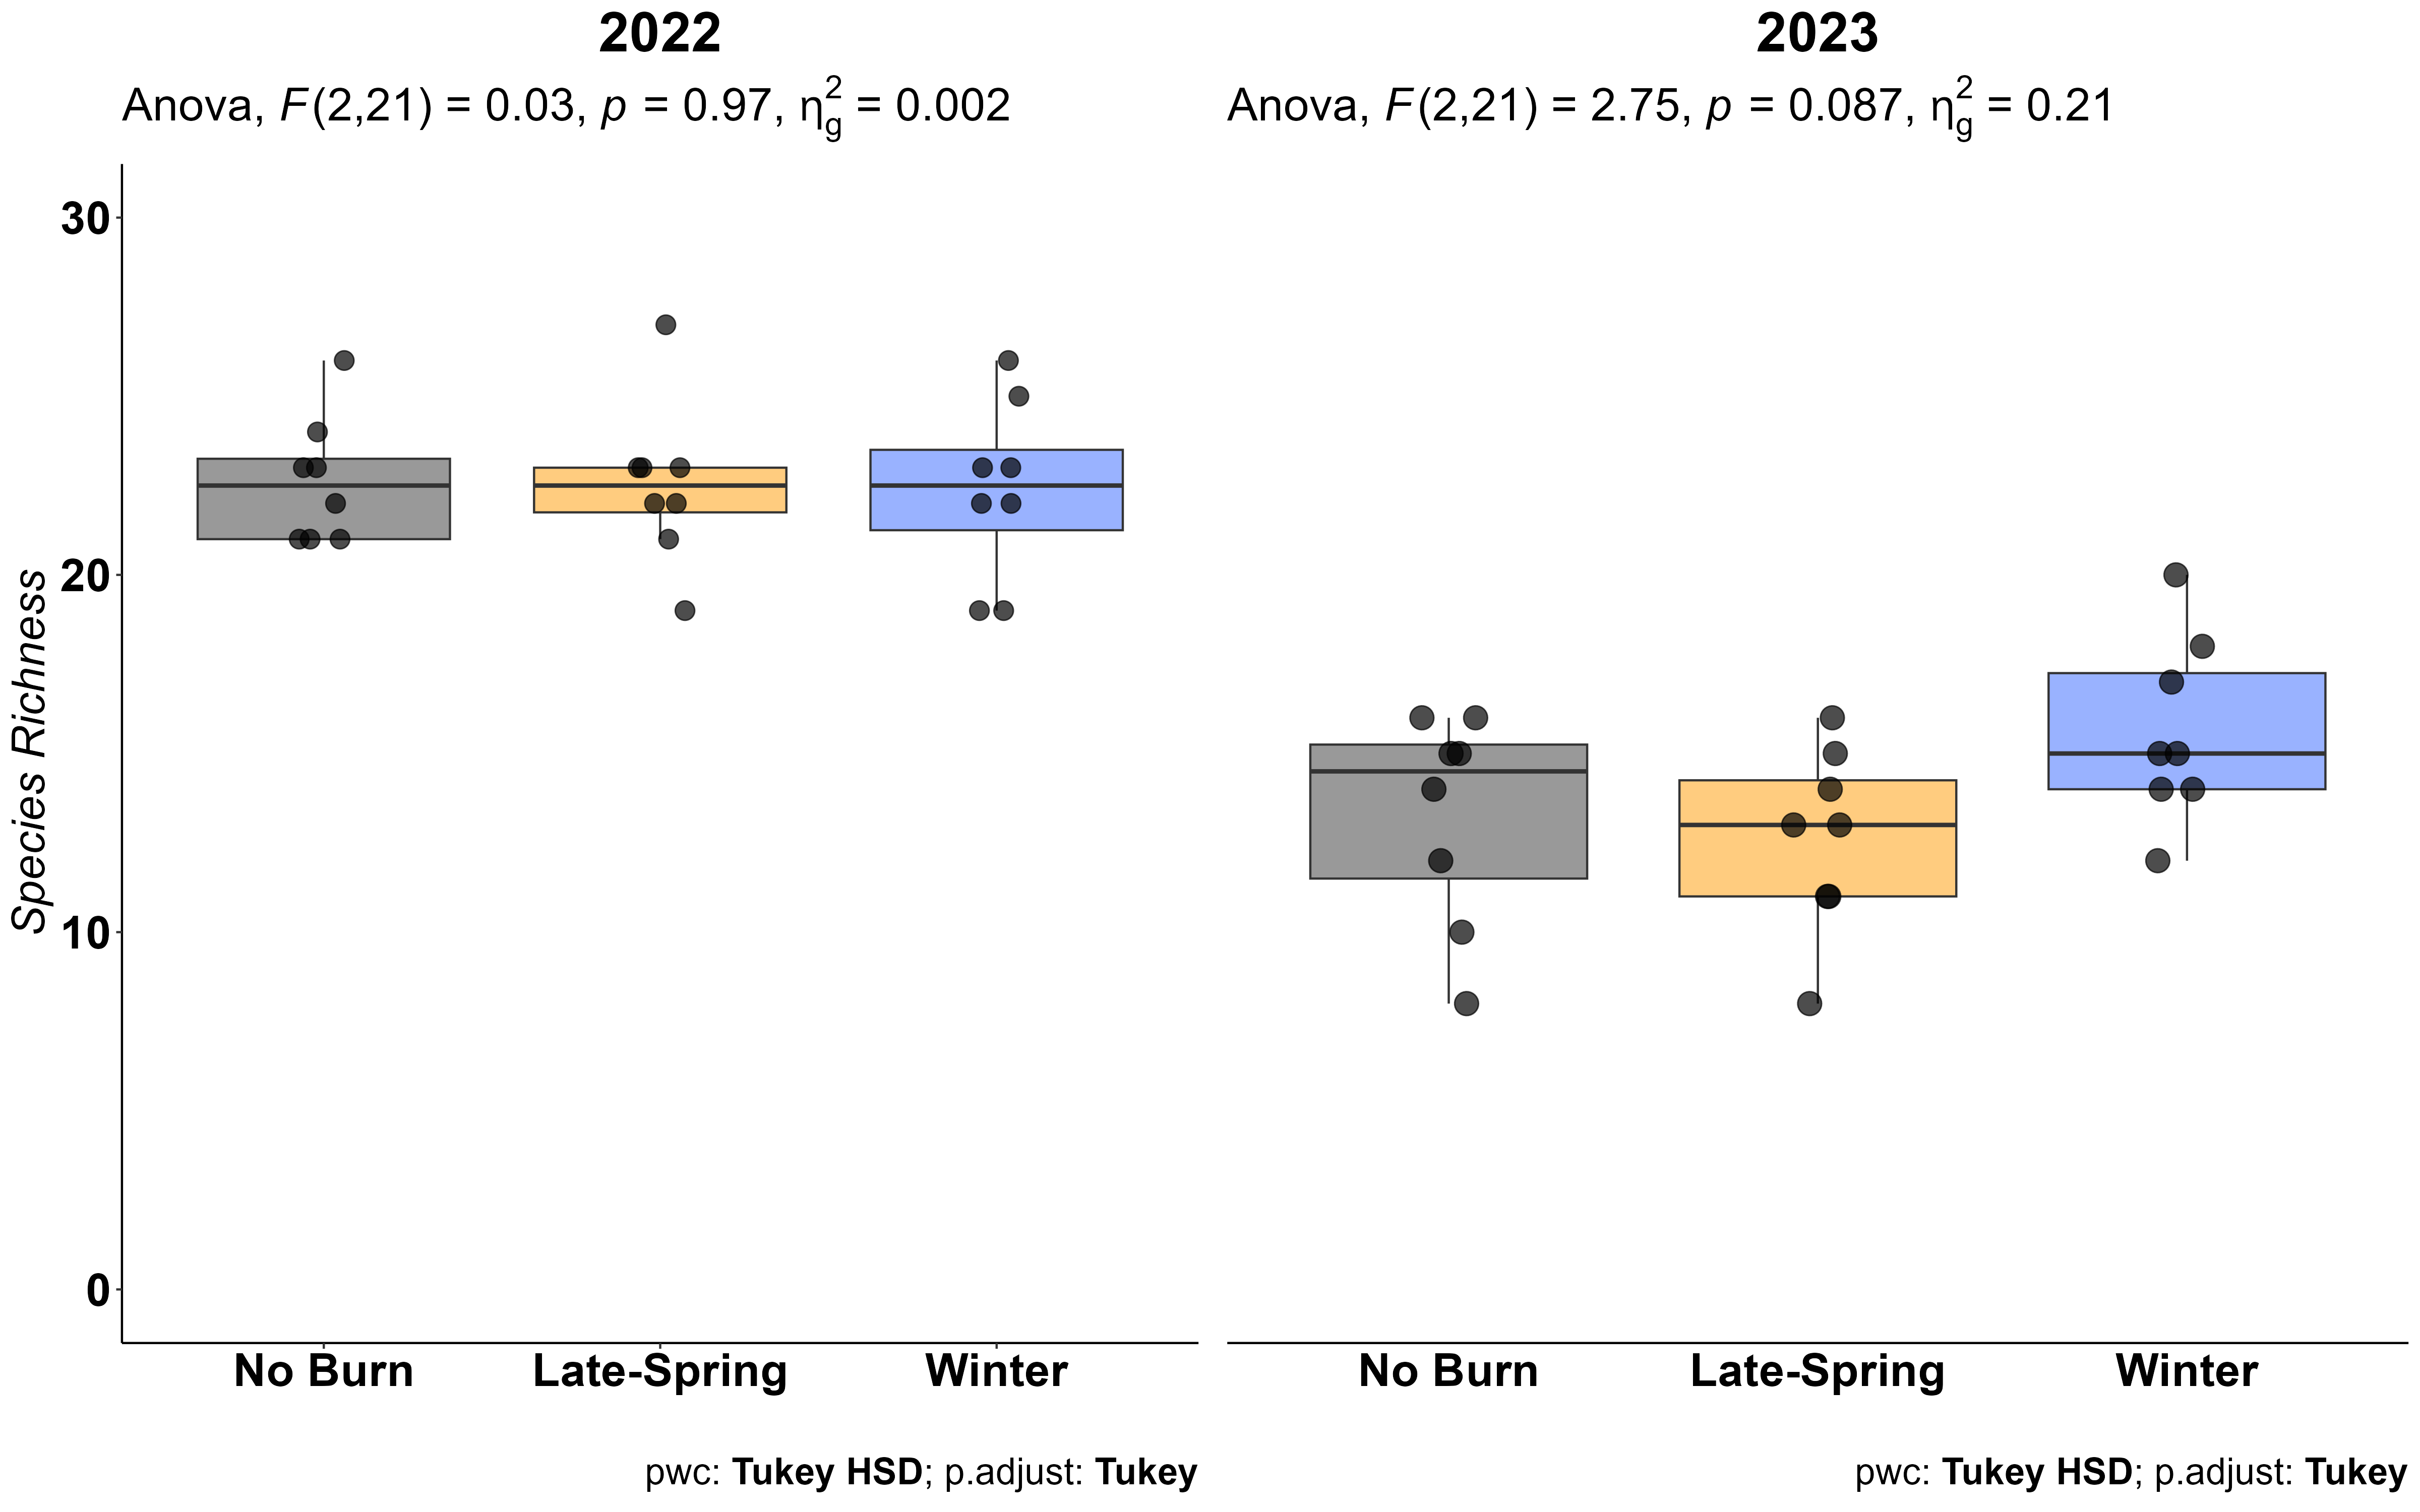 2022
Anova, F(2,21) = 0.03, p = 0.97, η²g = 0.002
Species Richness
30
20
10
0
No Burn
Late-Spring
Winter
pwc: Tukey HSD; p.adjust: Tukey
2023
Anova, F(2,21) = 2.75, p = 0.087, η²g = 0.21
No Burn
Late-Spring
Winter
pwc: Tukey HSD; p.adjust: Tukey